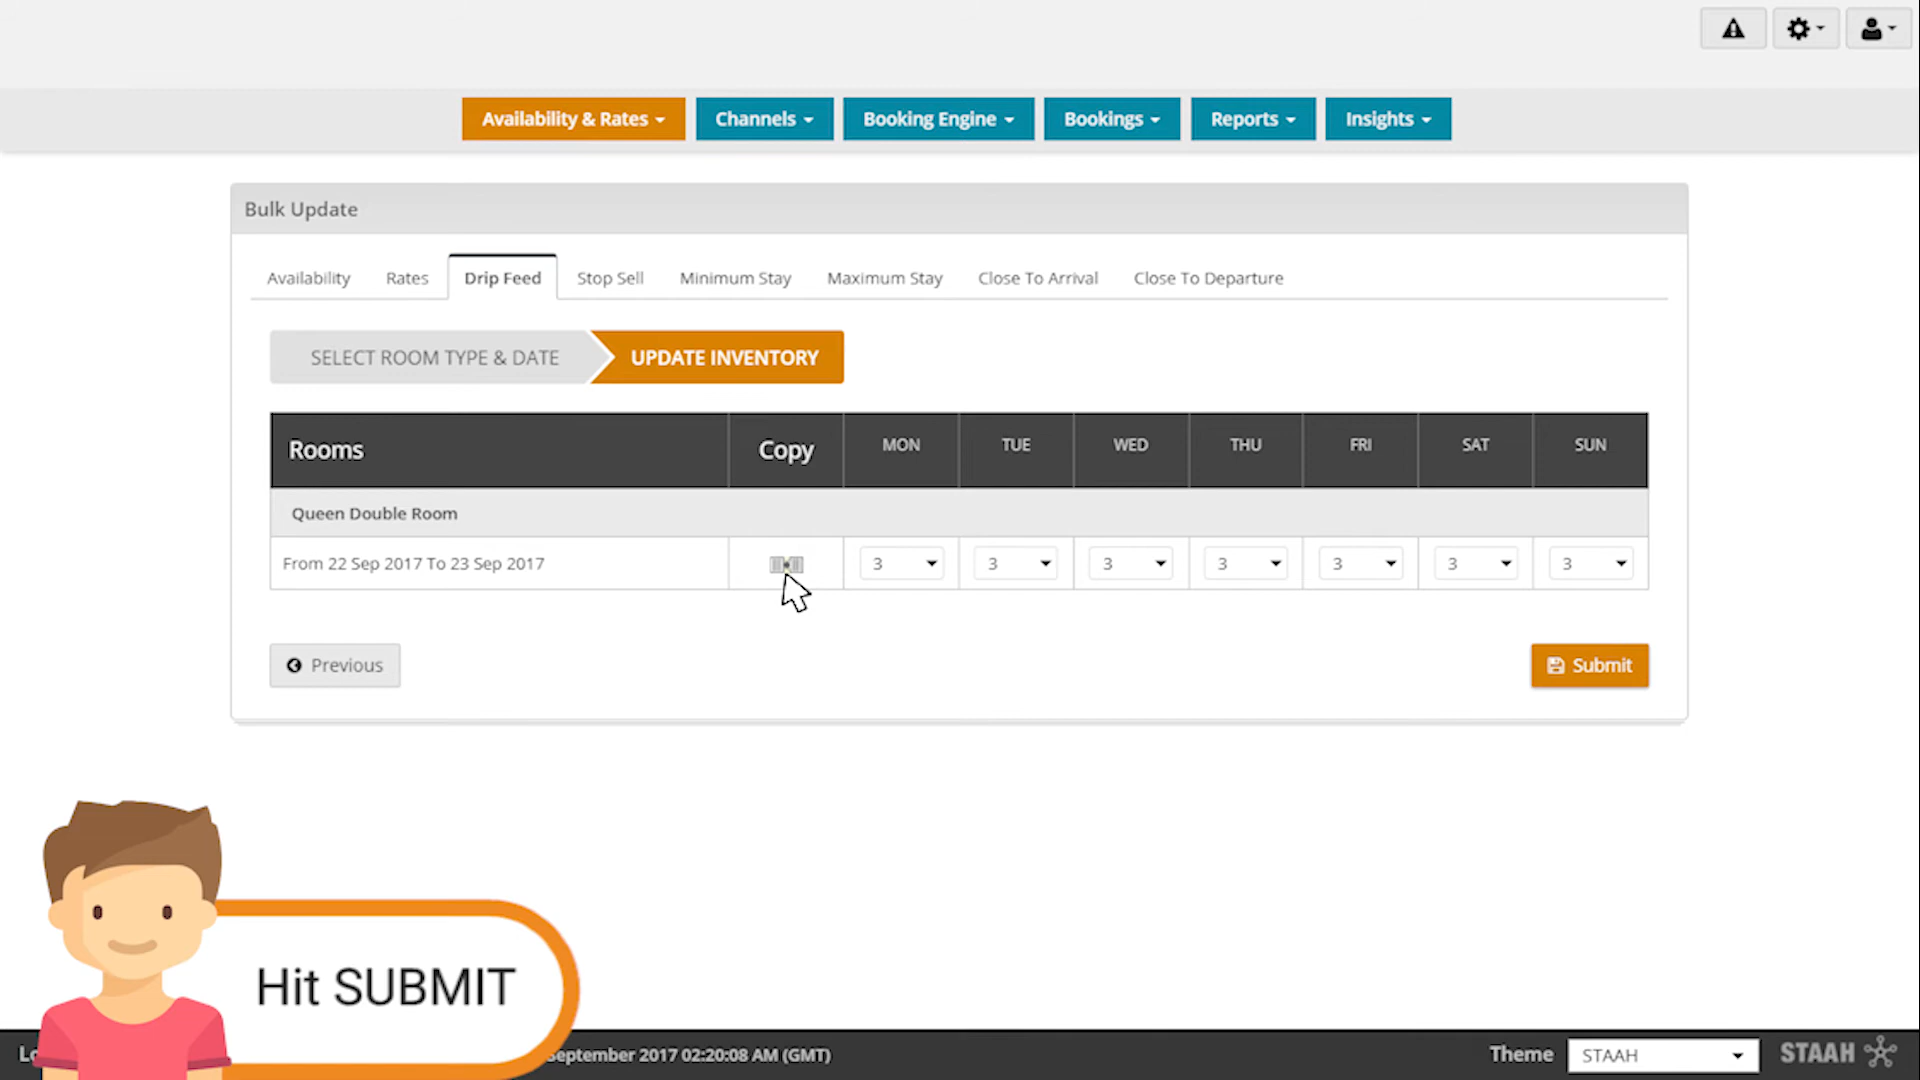 Availability & Rates
Channels
Booking Engine
Bookings
Reports
Insights
Bulk Update
Availability
Rates
Drip Feed
Stop Sell
Minimum Stay
Maximum Stay
Close To Arrival
Close To Departure
SELECT ROOM TYPE & DATE
UPDATE INVENTORY
Rooms
Copy
MON
TUE
WED
THU
FRI
SAT
SUN
Queen Double Room
From 22 Sep 2017 To 23 Sep 2017
3
3
3
3
3
3
3
Previous
Submit
Hit SUBMIT
September 2017 02:20:08 AM (GMT)
Theme
STAAH
STAAH